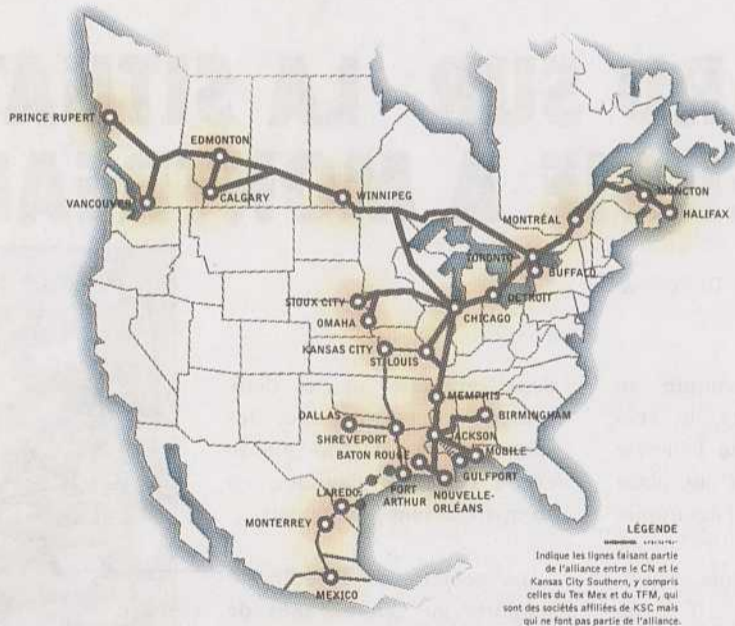 PRINCE RUPERT
EDMONTON
VANCOUVER
CALGARY
WINNIPEG
MONCTON
HALIFAX
MONTRÉAL
TORONTO
BUFFALO
DETROIT
CHICAGO
SIOUX CITY
OMAHA
KANSAS CITY
ST-LOUIS
MEMPHIS
BIRMINGHAM
DALLAS
SHREVEPORT
JACKSON
BATON ROUGE
MOBILE
GULFPORT
PORT
ARTHUR
NOUVELLE-
ORLÉANS
LAREDO
MONTERREY
MEXICO
LÉGENDE
Indique les lignes faisant partie
de l'alliance entre le CN et le
Kansas City Southern, y compris
celles du Tex Mex et du TFM, qui
sont des sociétés affiliées de KSC mais
qui ne font pas partie de l'alliance.